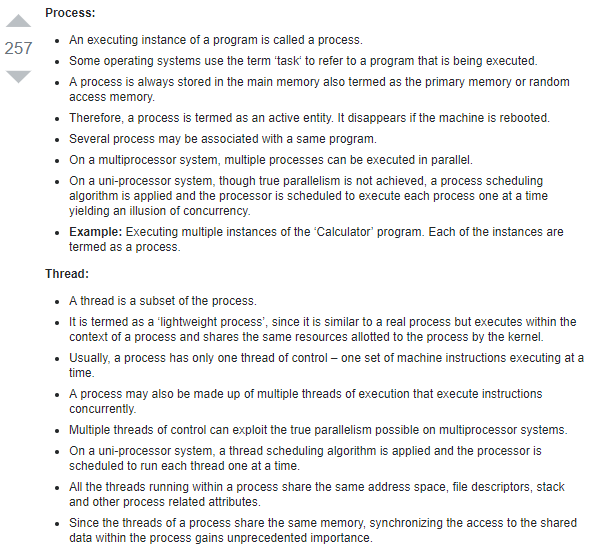 Process:
257
• An executing instance of a program is called a process.
• Some operating systems use the term ‘task‘ to refer to a program that is being executed.
• A process is always stored in the main memory also termed as the primary memory or random
access memory.
• Therefore, a process is termed as an active entity. It disappears if the machine is rebooted.
• Several process may be associated with a same program.
• On a multiprocessor system, multiple processes can be executed in parallel.
• On a uni-processor system, though true parallelism is not achieved, a process scheduling
algorithm is applied and the processor is scheduled to execute each process one at a time
yielding an illusion of concurrency.
• Example: Executing multiple instances of the ‘Calculator’ program. Each of the instances are
termed as a process.
Thread:
• A thread is a subset of the process.
• It is termed as a ‘lightweight process’, since it is similar to a real process but executes within the
context of a process and shares the same resources allotted to the process by the kernel.
• Usually, a process has only one thread of control – one set of machine instructions executing at a
time.
• A process may also be made up of multiple threads of execution that execute instructions
concurrently.
• Multiple threads of control can exploit the true parallelism possible on multiprocessor systems.
• On a uni-processor system, a thread scheduling algorithm is applied and the processor is
scheduled to run each thread one at a time.
• All the threads running within a process share the same address space, file descriptors, stack
and other process related attributes.
• Since the threads of a process share the same memory, synchronizing the access to the shared
data within the process gains unprecedented importance.